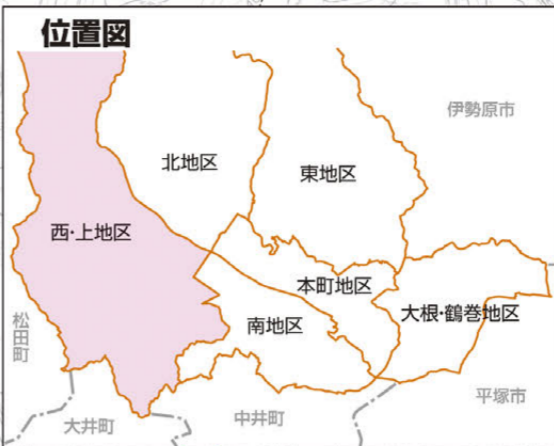 位置図
伊勢原市
北地区
東地区
西・上地区
本町地区
大根・鶴巻地区
南地区
松田町
平塚市
中井町
大井町